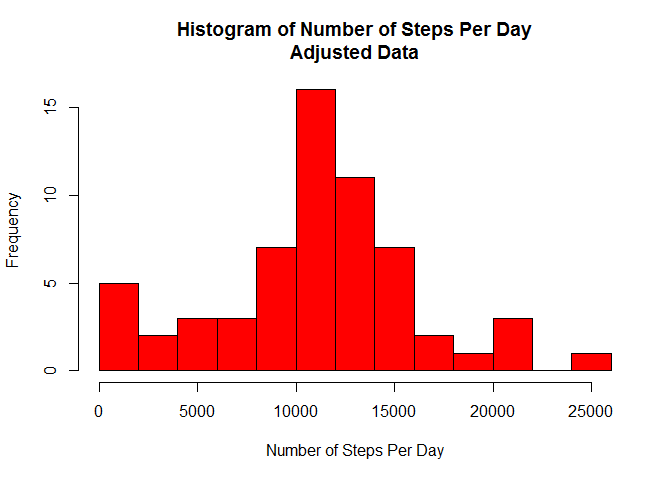 Histogram of Number of Steps Per Day
Adjusted Data
Frequency
15
10
5
0
0 5000 10000 15000 20000 25000
Number of Steps Per Day